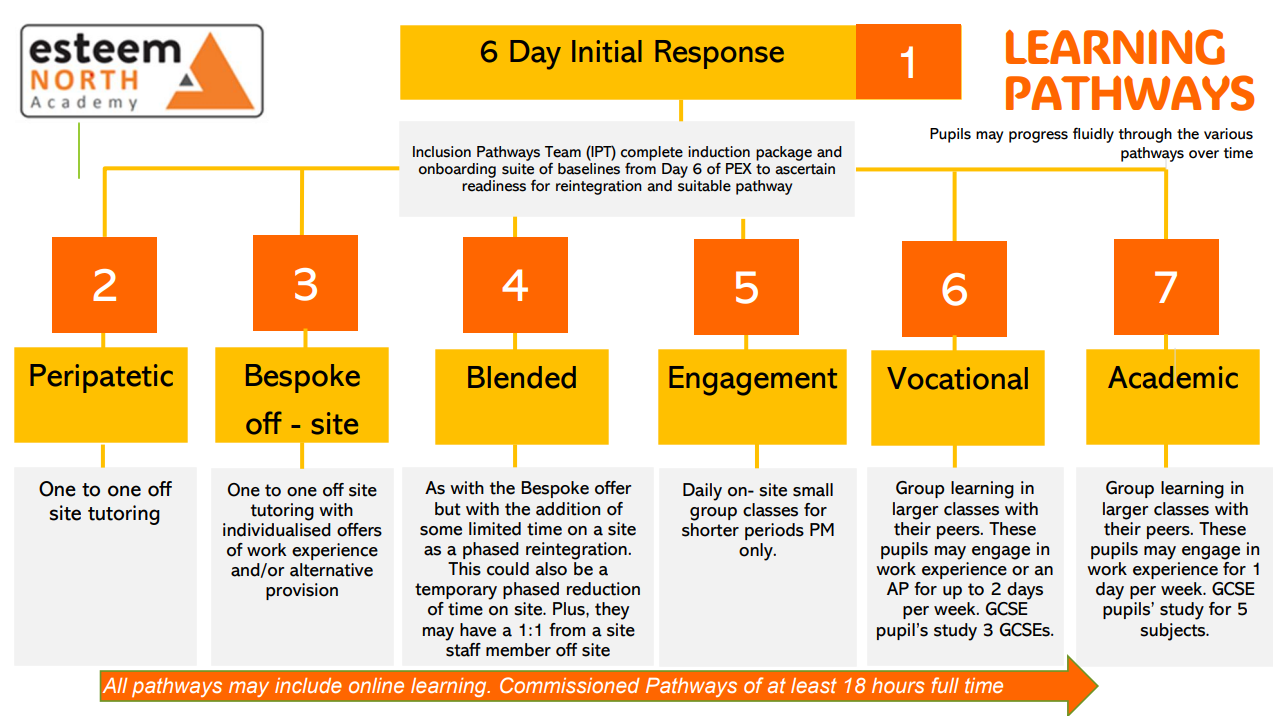 esteem
NORTH
Academy
6 Day Initial Response
1
LEARNING
PATHWAYS
Pupils may progress fluidly through the various
pathways over time
Inclusion Pathways Team (IPT) complete induction package and
onboarding suite of baselines from Day 6 of PEX to ascertain
readiness for reintegration and suitable pathway
2
Peripatetic
One to one off
site tutoring
3
Bespoke
off - site
One to one off site
tutoring with
individualised offers
of work experience
and/or alternative
provision
4
Blended
As with the Bespoke offer
but with the addition of
some limited time on a site
as a phased reintegration.
This could also be a
temporary phased reduction
of time on site. Plus, they
may have a 1:1 from a site
staff member off site
5
Engagement
Daily on- site small
group classes for
shorter periods PM
only.
6
Vocational
Group learning in
larger classes with
their peers. These
pupils may engage in
work experience or an
AP for up to 2 days
per week. GCSE
pupil's study 3 GCSEs.
7
Academic
Group learning in
larger classes with
their peers. These
pupils may engage in
work experience for 1
day per week. GCSE
pupils' study for 5
subjects.
All pathways may include online learning. Commissioned Pathways of at least 18 hours full time